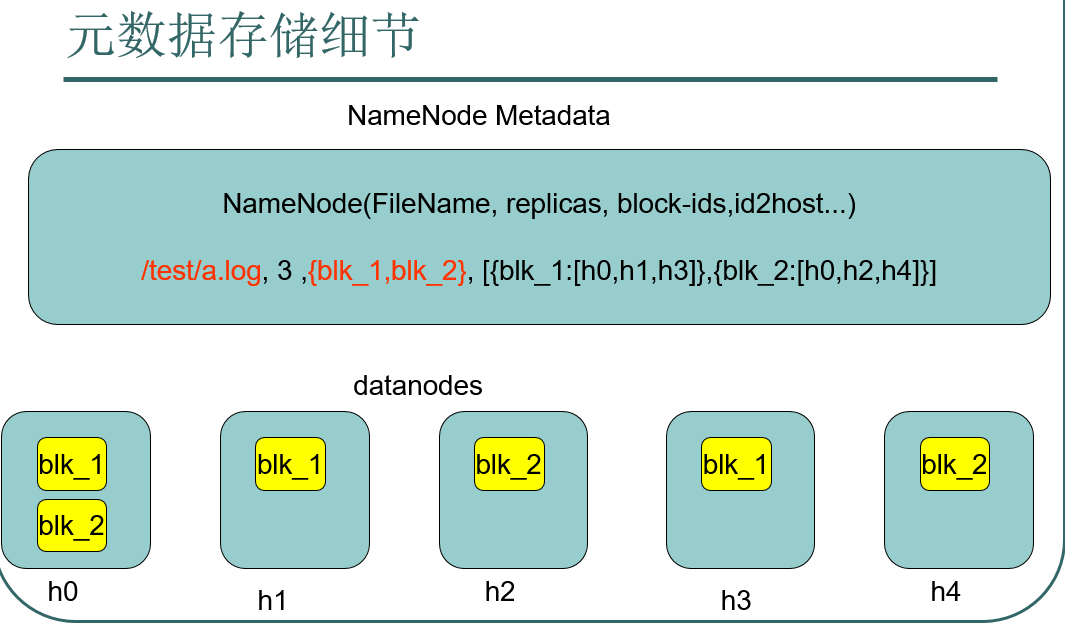 元数据存储细节
NameNode Metadata
NameNode(FileName, replicas, block-ids,id2host...)
/test/a.log, 3 ,{blk_1,blk_2}, [{blk_1:[h0,h1,h3]},{blk_2:[h0,h2,h4]}]
datanodes
blk_1
blk_2
h0
blk_1
h1
blk_2
h2
blk_1
h3
blk_2
h4